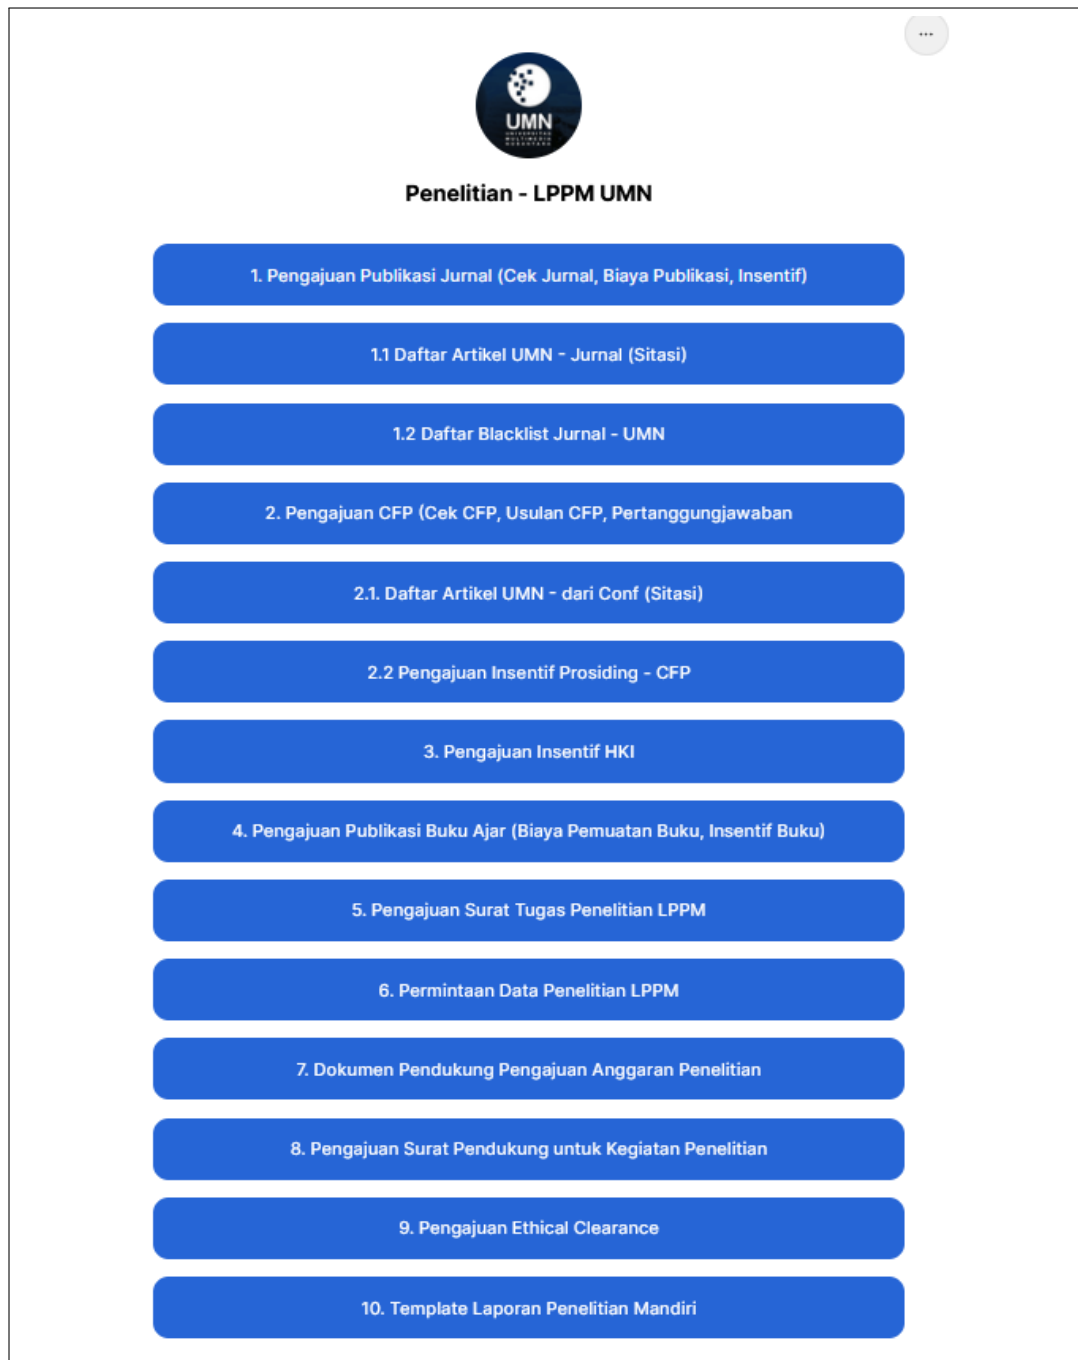 ...
UMN
UNIVERSITAS
MULTIMEDIA
NUSANTARA
Penelitian - LPPM UMN
1. Pengajuan Publikasi Jurnal (Cek Jurnal, Biaya Publikasi, Insentif)
1.1 Daftar Artikel UMN - Jurnal (Sitasi)
1.2 Daftar Blacklist Jurnal - UMN
2. Pengajuan CFP (Cek CFP, Usulan CFP, Pertanggungjawaban
2.1. Daftar Artikel UMN - dari Conf (Sitasi)
2.2 Pengajuan Insentif Prosiding - CFP
3. Pengajuan Insentif HKI
4. Pengajuan Publikasi Buku Ajar (Biaya Pemuatan Buku, Insentif Buku)
5. Pengajuan Surat Tugas Penelitian LPPM
6. Permintaan Data Penelitian LPPM
7. Dokumen Pendukung Pengajuan Anggaran Penelitian
8. Pengajuan Surat Pendukung untuk Kegiatan Penelitian
9. Pengajuan Ethical Clearance
10. Template Laporan Penelitian Mandiri